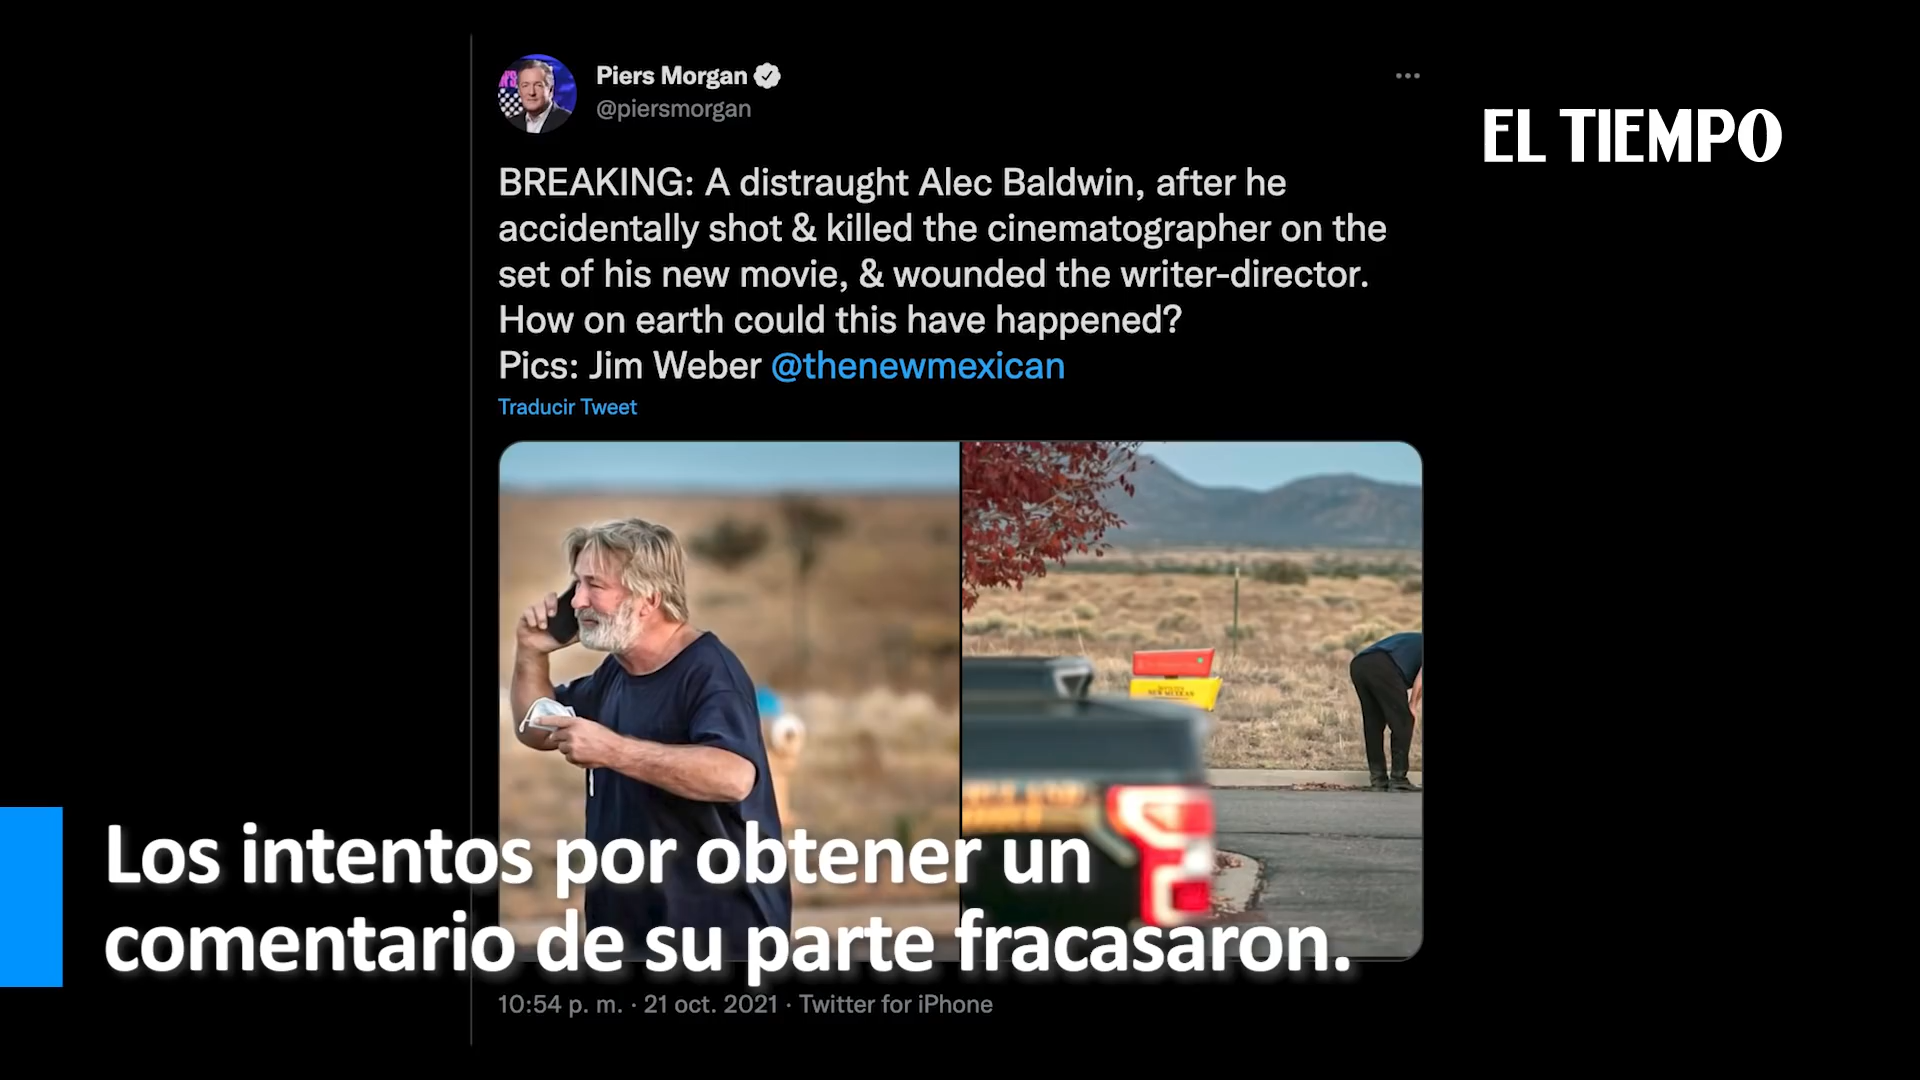 Piers Morgan
@piersmorgan
EL TIEMPO
BREAKING: A distraught Alec Baldwin, after he
accidentally shot & killed the cinematographer on the
set of his new movie, & wounded the writer-director.
How on earth could this have happened?
Pics: Jim Weber @thenewmexican
Traducir Tweet
NEW MEXICAN
Los intentos por obtener un
comentario de su parte fracasaron.
10:54 p. m. · 21 oct. 2021 · Twitter for iPhone